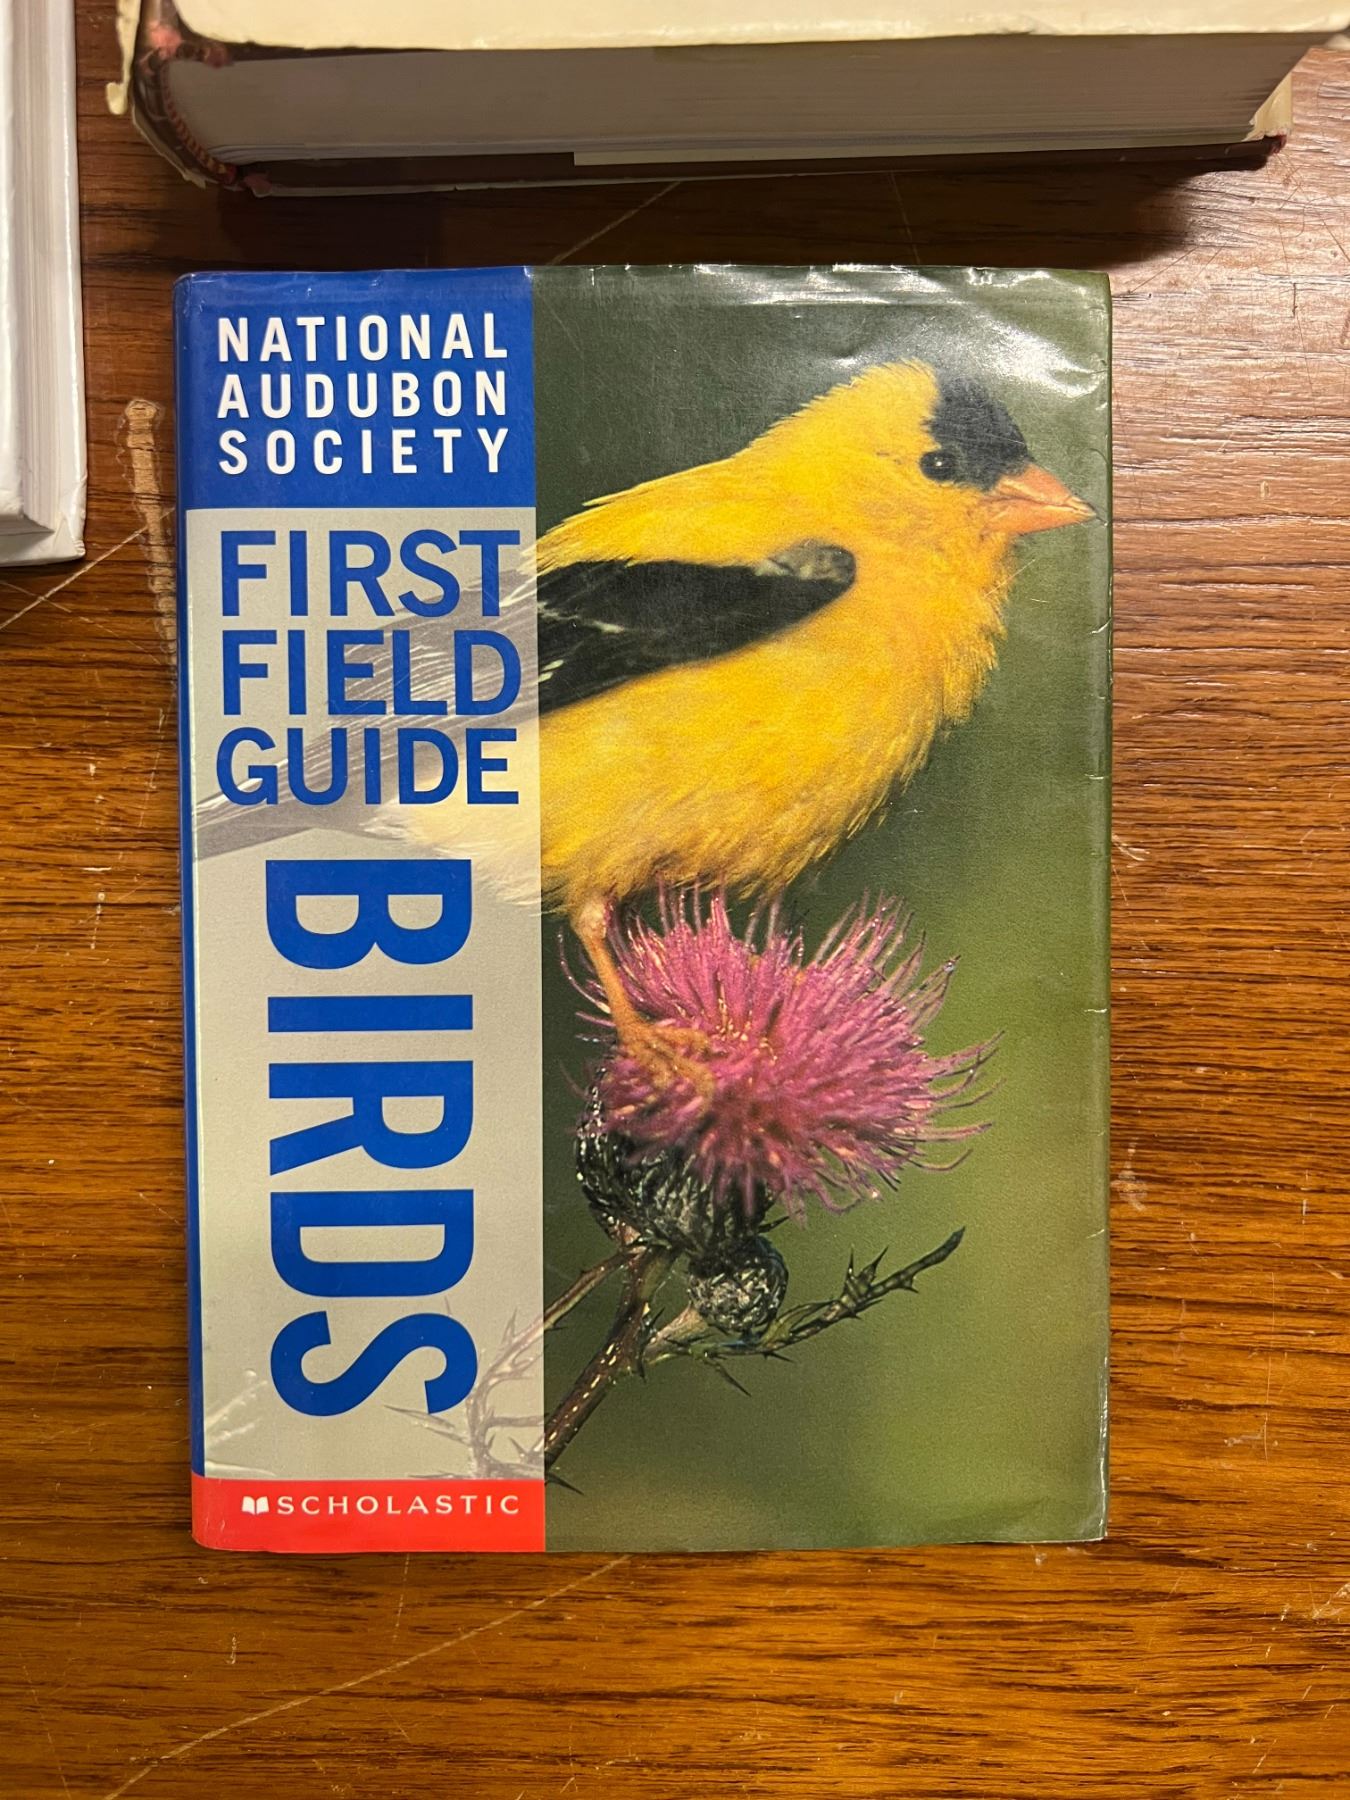 NATIONAL
AUDUBON
SOCIETY
FIRST
FIELD
GUIDE
BIRDS
SCHOLASTIC